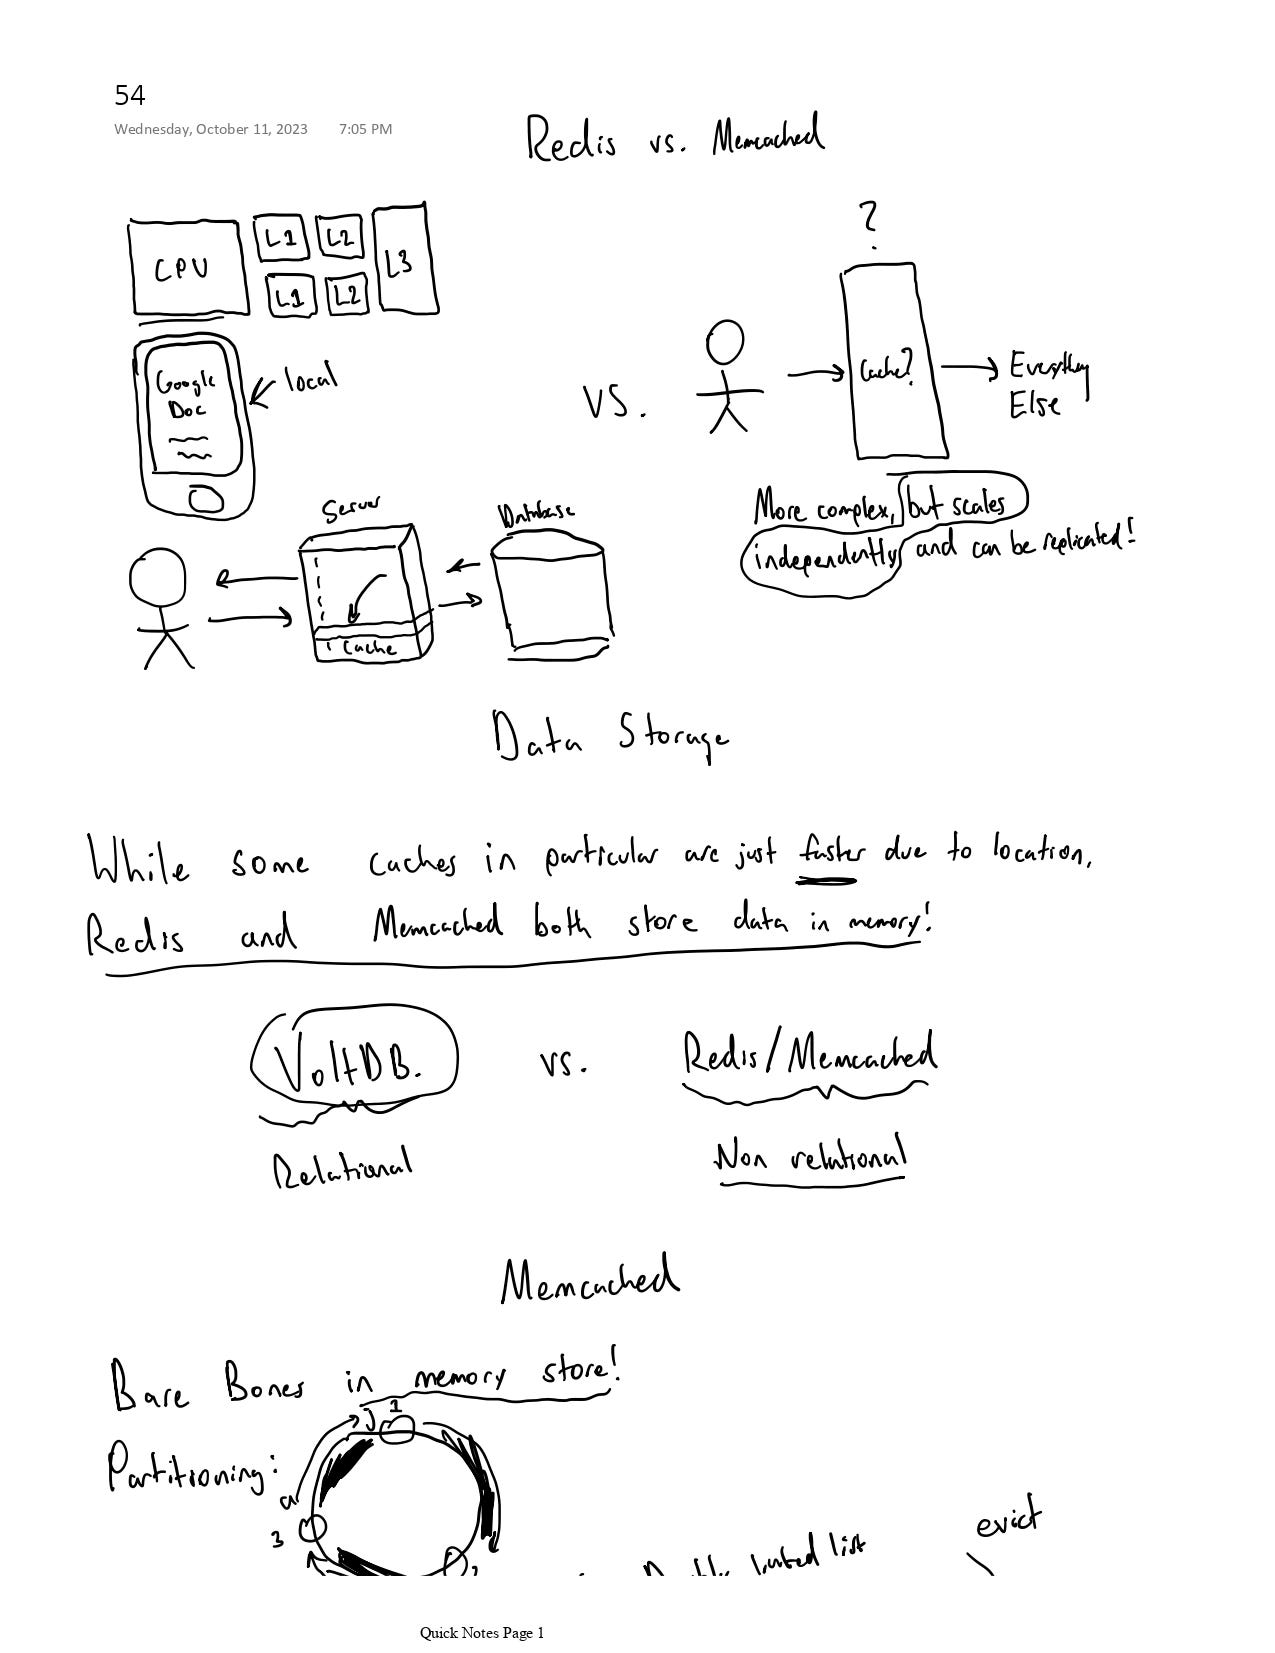 54
Wednesday, October 11, 2023 7:05 PM
Redis vs. Memcached
CPU
L1
L2
L3
L1
L2
?
Google
Doc
local
vs.
Cache?
Everything
Else
Server
Database
Cache
More complex, but scales
independently and can be replicated!
Data Storage
While some caches in particular are just faster due to location,
Redis and Memcached both store data in memory!
VoltDB.
vs.
Redis/Memcached
Relational
Non relational
Memcached
Bare Bones in memory store!
Partitioning:
1
a
3
2
linked list
evict
Quick Notes Page 1